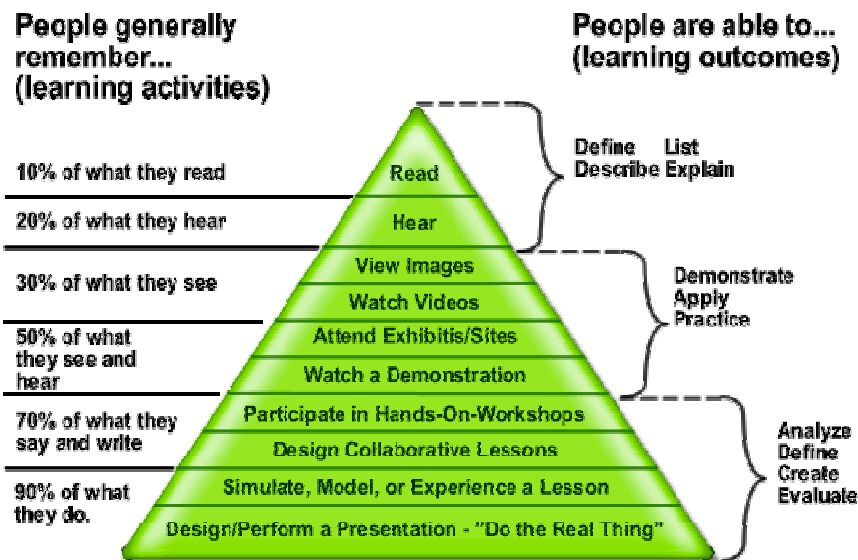 People generally
remember...
(learning activities)
People are able to...
(learning outcomes)
10% of what they read
20% of what they hear
30% of what they see
50% of what
they see and
hear
70% of what they
say and write
90% of what
they do.
Read
Hear
View Images
Watch Videos
Attend Exhibitis/Sites
Watch a Demonstration
Participate in Hands-On-Workshops
Design Collaborative Lessons
Simulate, Model, or Experience a Lesson
Design/Perform a Presentation - "Do the Real Thing"
Define List
Describe Explain
Demonstrate
Apply
Practice
Analyze
Define
Create
Evaluate